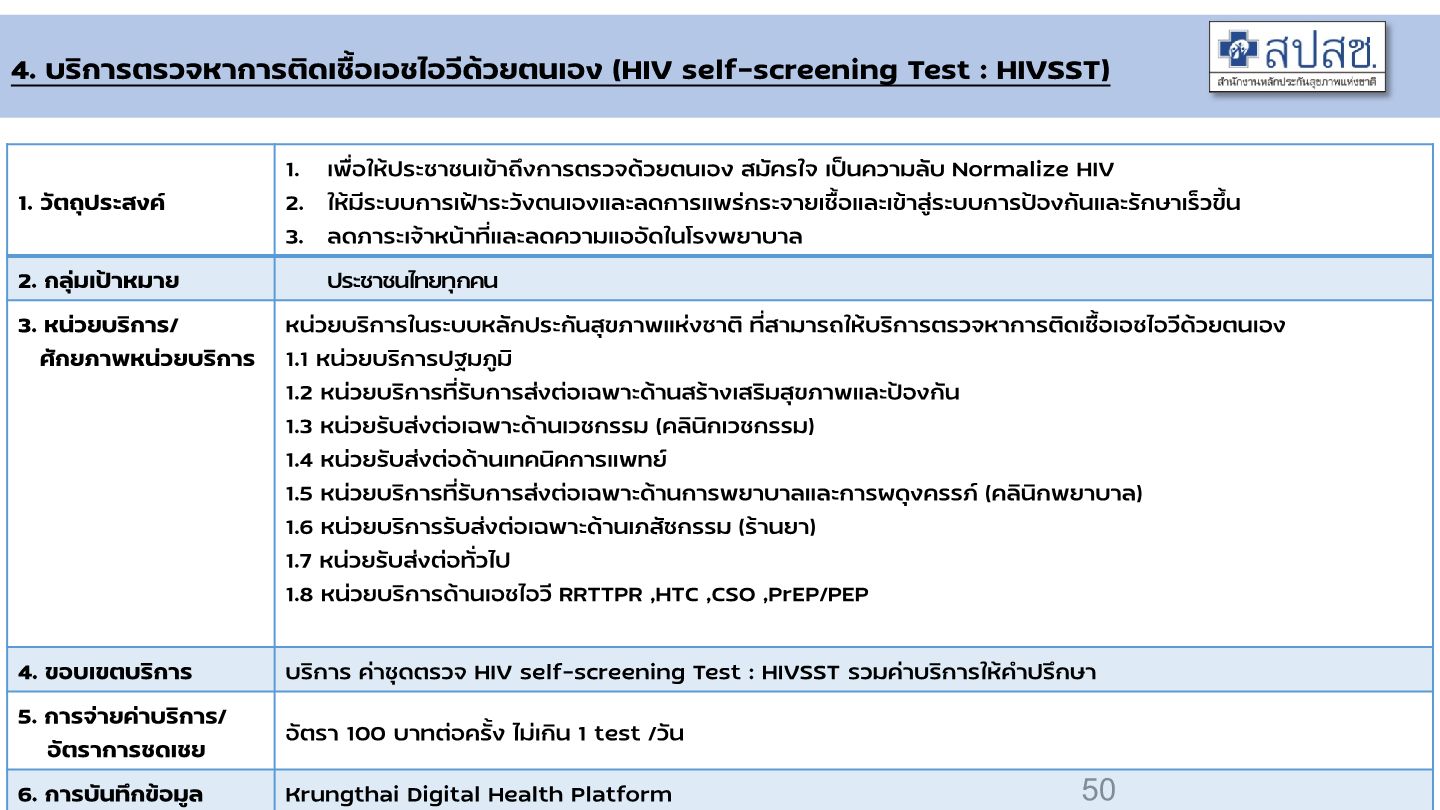 4. บริการตรวจหาการติดเชื้อเอชไอวีด้วยตนเอง (HIV self-screening Test : HIVSST)
สปสช.
สำนักงานหลักประกันสุขภาพแห่งชาติ
1. วัตถุประสงค์
1. เพื่อให้ประชาชนเข้าถึงการตรวจด้วยตนเอง สมัครใจ เป็นความลับ Normalize HIV
2. ให้มีระบบการเฝ้าระวังตนเองและลดการแพร่กระจายเชื้อและเข้าสู่ระบบการป้องกันและรักษาเร็วขึ้น
3. ลดภาระเจ้าหน้าที่และลดความแออัดในโรงพยาบาล
2. กลุ่มเป้าหมาย
ประชาชนไทยทุกคน
3. หน่วยบริการ/
ศักยภาพหน่วยบริการ
หน่วยบริการในระบบหลักประกันสุขภาพแห่งชาติ ที่สามารถให้บริการตรวจหาการติดเชื้อเอชไอวีด้วยตนเอง
1.1 หน่วยบริการปฐมภูมิ
1.2 หน่วยบริการที่รับการส่งต่อเฉพาะด้านสร้างเสริมสุขภาพและป้องกัน
1.3 หน่วยรับส่งต่อเฉพาะด้านเวชกรรม (คลินิกเวชกรรม)
1.4 หน่วยรับส่งต่อด้านเทคนิคการแพทย์
1.5 หน่วยบริการที่รับการส่งต่อเฉพาะด้านการพยาบาลและการผดุงครรภ์ (คลินิกพยาบาล)
1.6 หน่วยบริการรับส่งต่อเฉพาะด้านเภสัชกรรม (ร้านยา)
1.7 หน่วยรับส่งต่อทั่วไป
1.8 หน่วยบริการด้านเอชไอวี RRTTPR ,HTC ,CSO ,PrEP/PEP
4. ขอบเขตบริการ
บริการ ค่าชุดตรวจ HIV self-screening Test : HIVSST รวมค่าบริการให้คำปรึกษา
5. การจ่ายค่าบริการ/
อัตราการชดเชย
อัตรา 100 บาทต่อครั้ง ไม่เกิน 1 test /วัน
6. การบันทึกข้อมูล
Krungthai Digital Health Platform
50